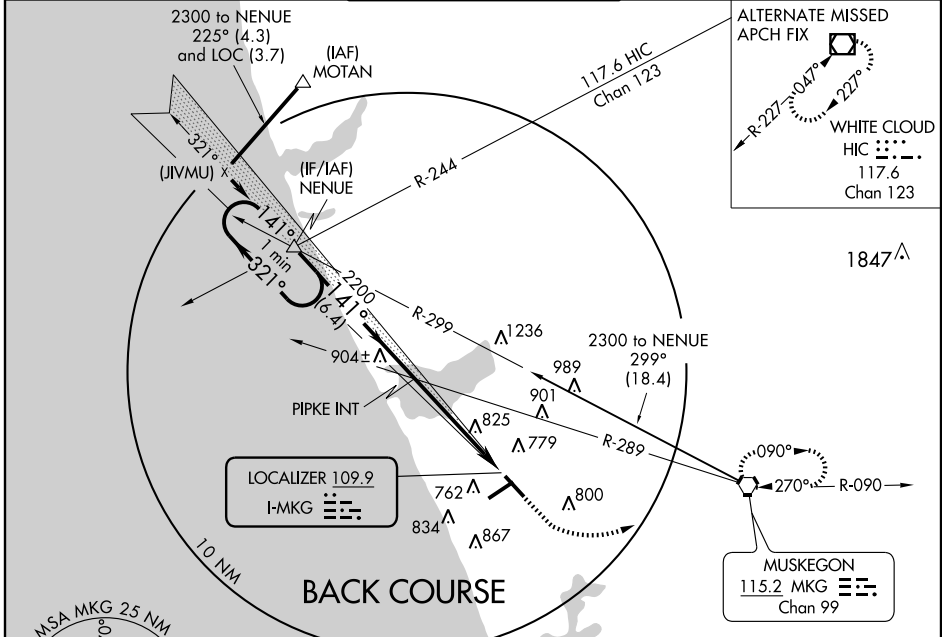 2300 to NENUE
225° (4.3)
and LOC (3.7)
(IAF)
MOTAN
117.6 HIC
Chan 123
ALTERNATE MISSED
APCH FIX
R-227
047°
227°
WHITE CLOUD
HIC
117.6
Chan 123
321°
(JIVMU)
x
(IF/IAF)
NENUE
R-244
141°
1 min
321°
2200
141°
(6.4)
R-299
1847
904±
1236
2300 to NENUE
299°
(18.4)
989
901
PIPKE INT
825
779
R-289
LOCALIZER 109.9
I-MKG
762
834
867
800
090°
270°
R-090
10 NM
BACK COURSE
MUSKEGON
115.2 MKG
Chan 99
MSA MKG 25 NM